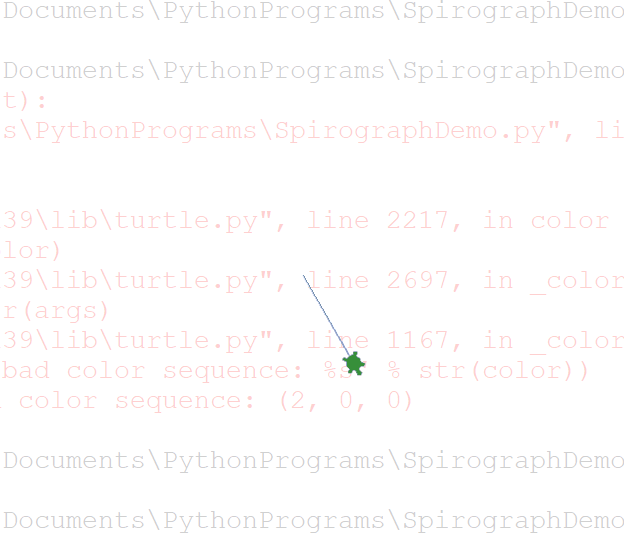 Documents\PythonPrograms\SpirographDemo
Documents\PythonPrograms\SpirographDemo
t):
s\PythonPrograms\SpirographDemo.py", li
39\lib\turtle.py", line 2217, in color
lor)
39\lib\turtle.py", line 2697, in _color
r(args)
39\lib\turtle.py", line 1167, in _color
bad color sequence: % str(color))
color sequence: (2, 0, 0)
Documents\PythonPrograms\SpirographDemo
Documents\PythonPrograms\SpirographDemo